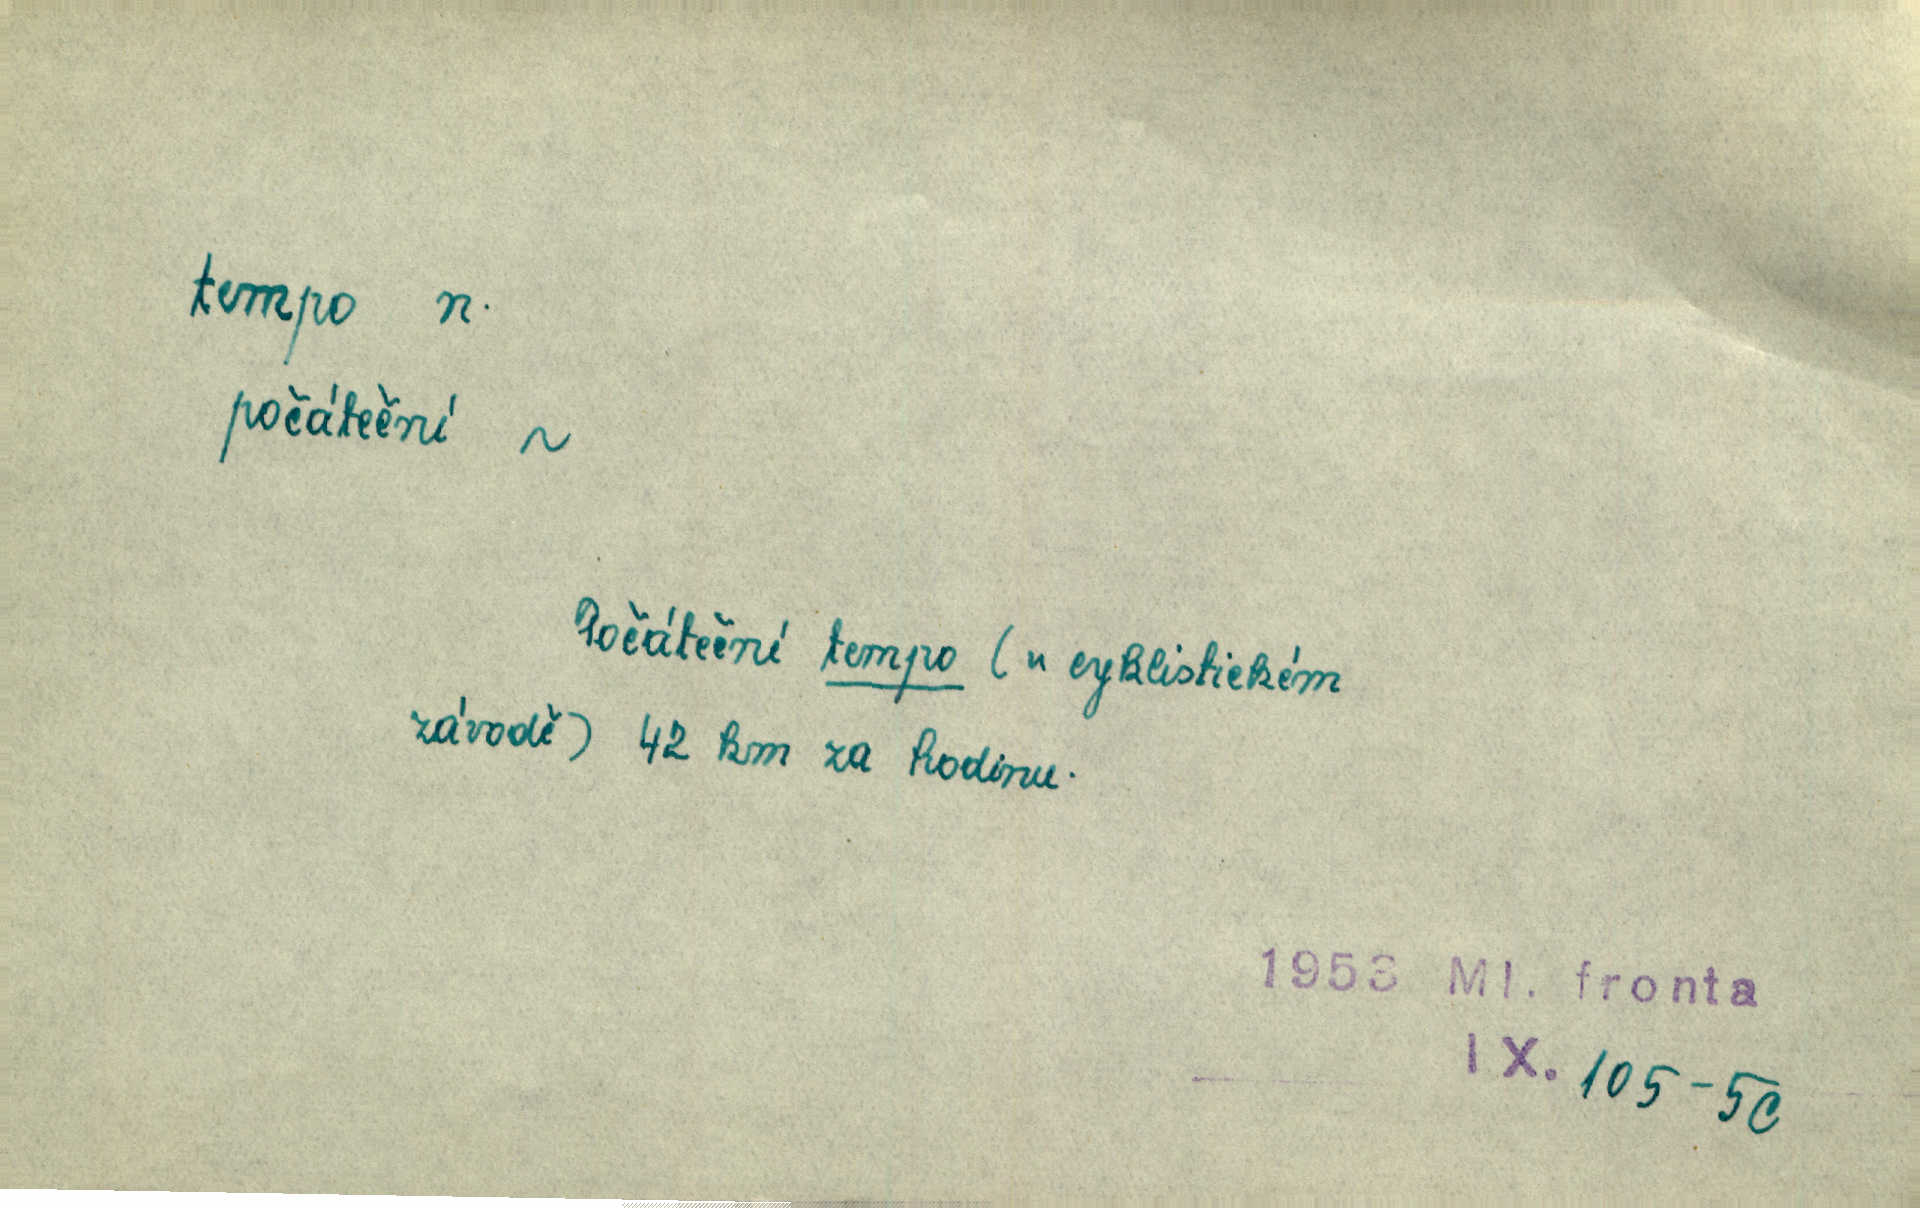 tempo n.
počáteční ~
Počáteční tempo (v cyklistickém
závodě) 42 km za hodinu.
1953 Ml. fronta
IX. 105-5c